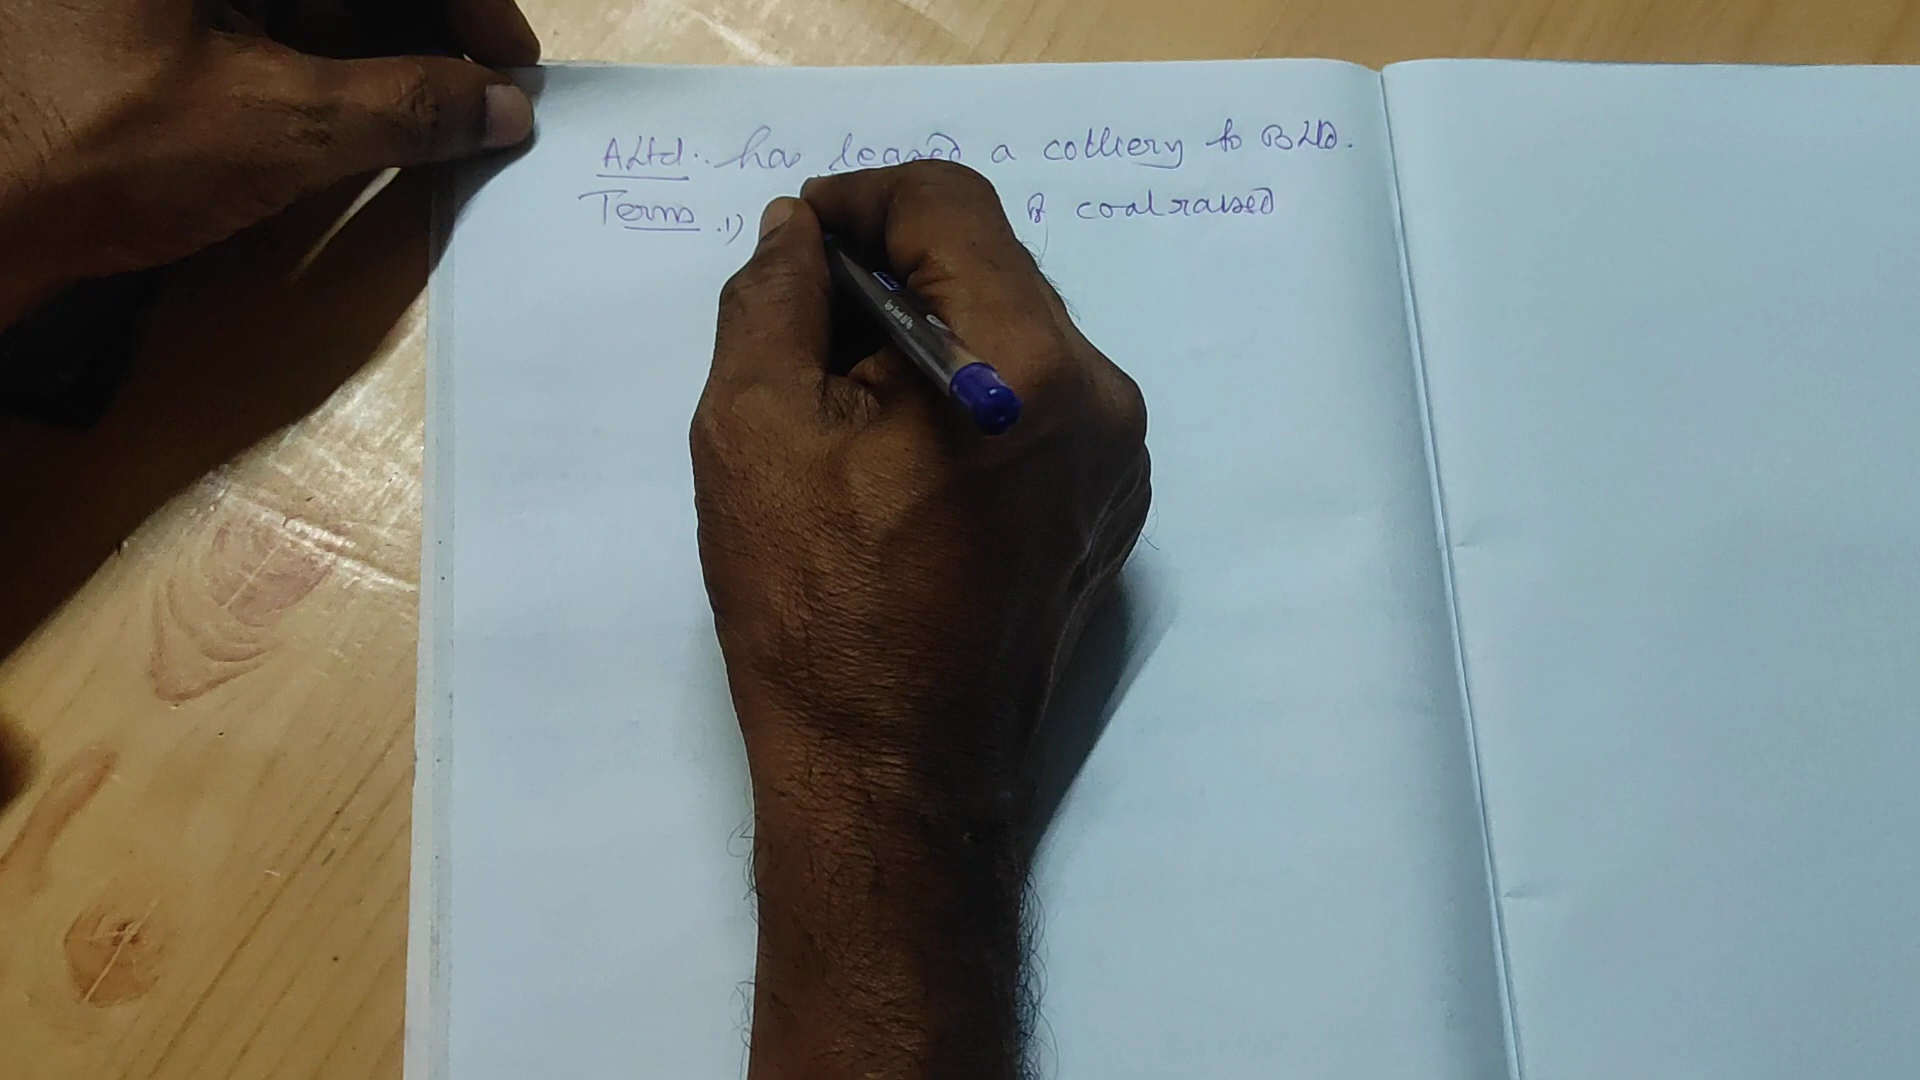 A Ltd. has leased a colliery to B Ltd.
Terms .1) of coal raised